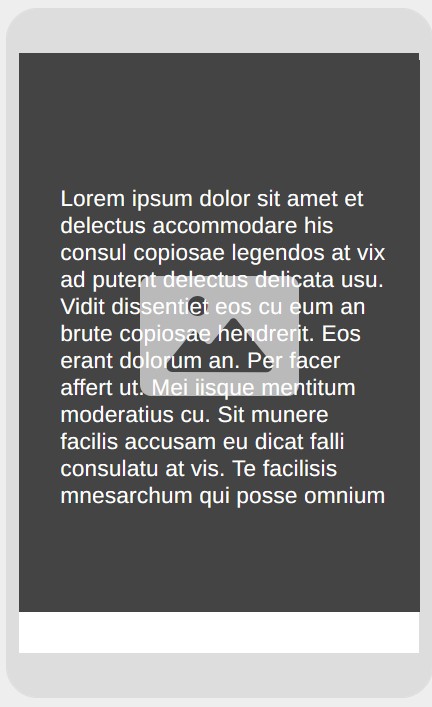 Lorem ipsum dolor sit amet et
delectus accommodare his
consul copiosae legendos at vix
ad putent delectus delicata usu.
Vidit dissentiet eos cu eum an
brute copiosae hendrerit. Eos
erant dolorum an. Per facer
affert ut. Mei iisque mentitum
moderatius cu. Sit munere
facilis accusam eu dicat falli
consulatu at vis. Te facilisis
mnesarchum qui posse omnium